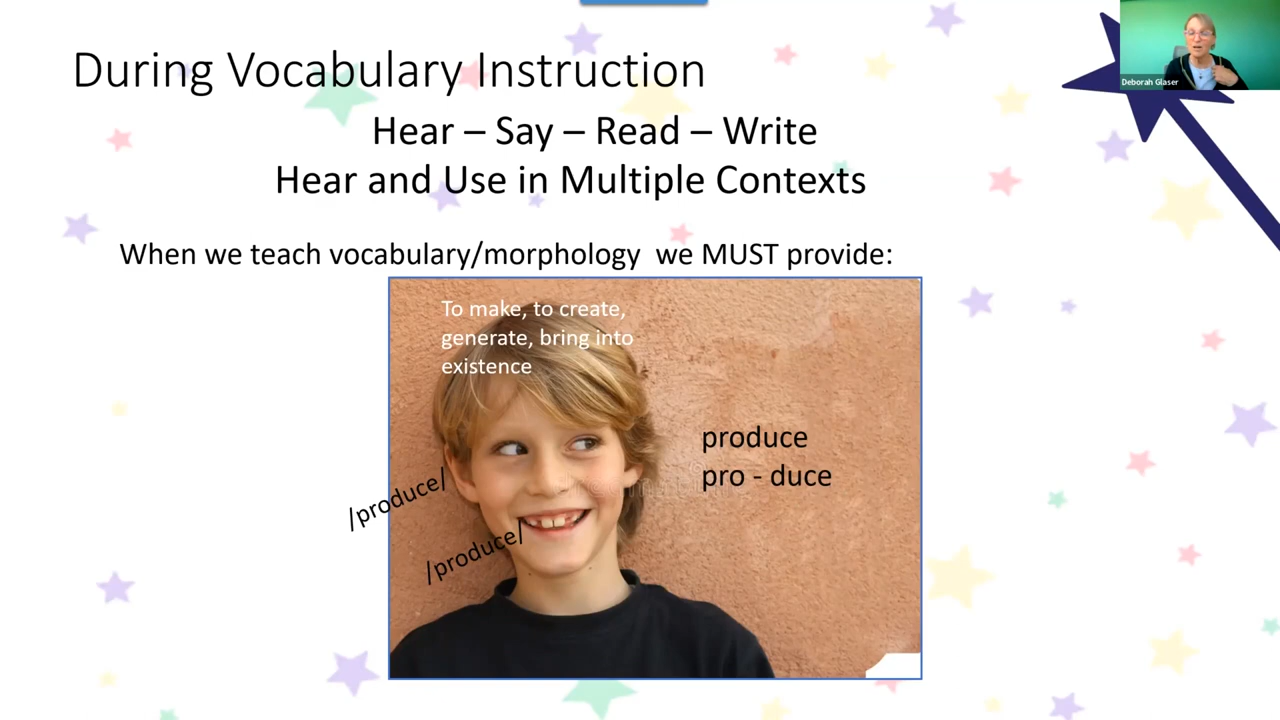 During Vocabulary Instruction
Hear – Say – Read – Write
Hear and Use in Multiple Contexts
When we teach vocabulary/morphology we MUST provide:
To make, to create,
generate, bring into
existence
produce
pro - duce
/produce/
/produce/
Deborah Glaser